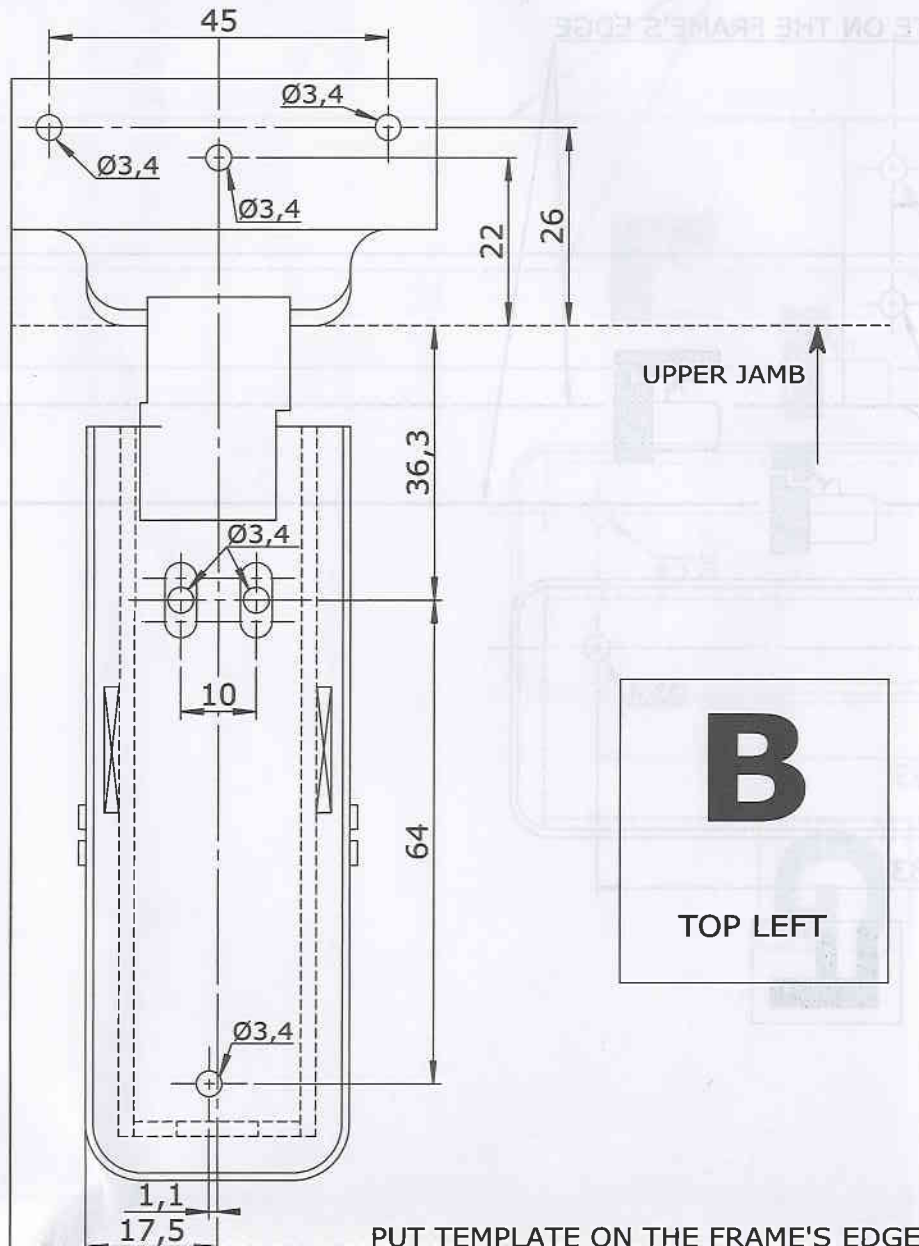 45
Ø3,4
Ø3,4
Ø3,4
22
26
UPPER JAMB
36,3
Ø3,4
10
B
64
TOP LEFT
Ø3,4
1,1
17,5
PUT TEMPLATE ON THE FRAME'S EDGE